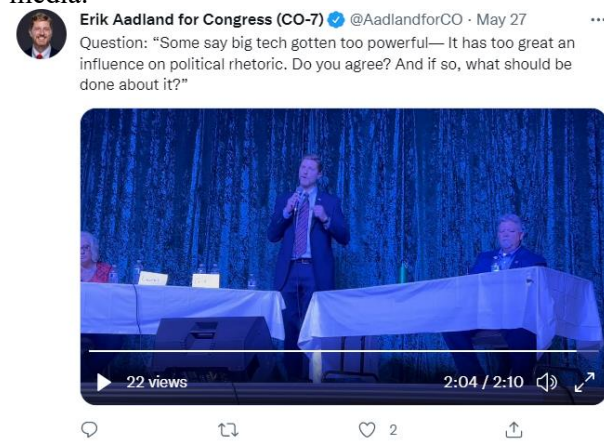 media.
Erik Aadland for Congress (CO-7) @AadlandforCO · May 27
Question: “Some say big tech gotten too powerful— It has too great an
influence on political rhetoric. Do you agree? And if so, what should be
done about it?”
22 views
2:04 / 2:10
2